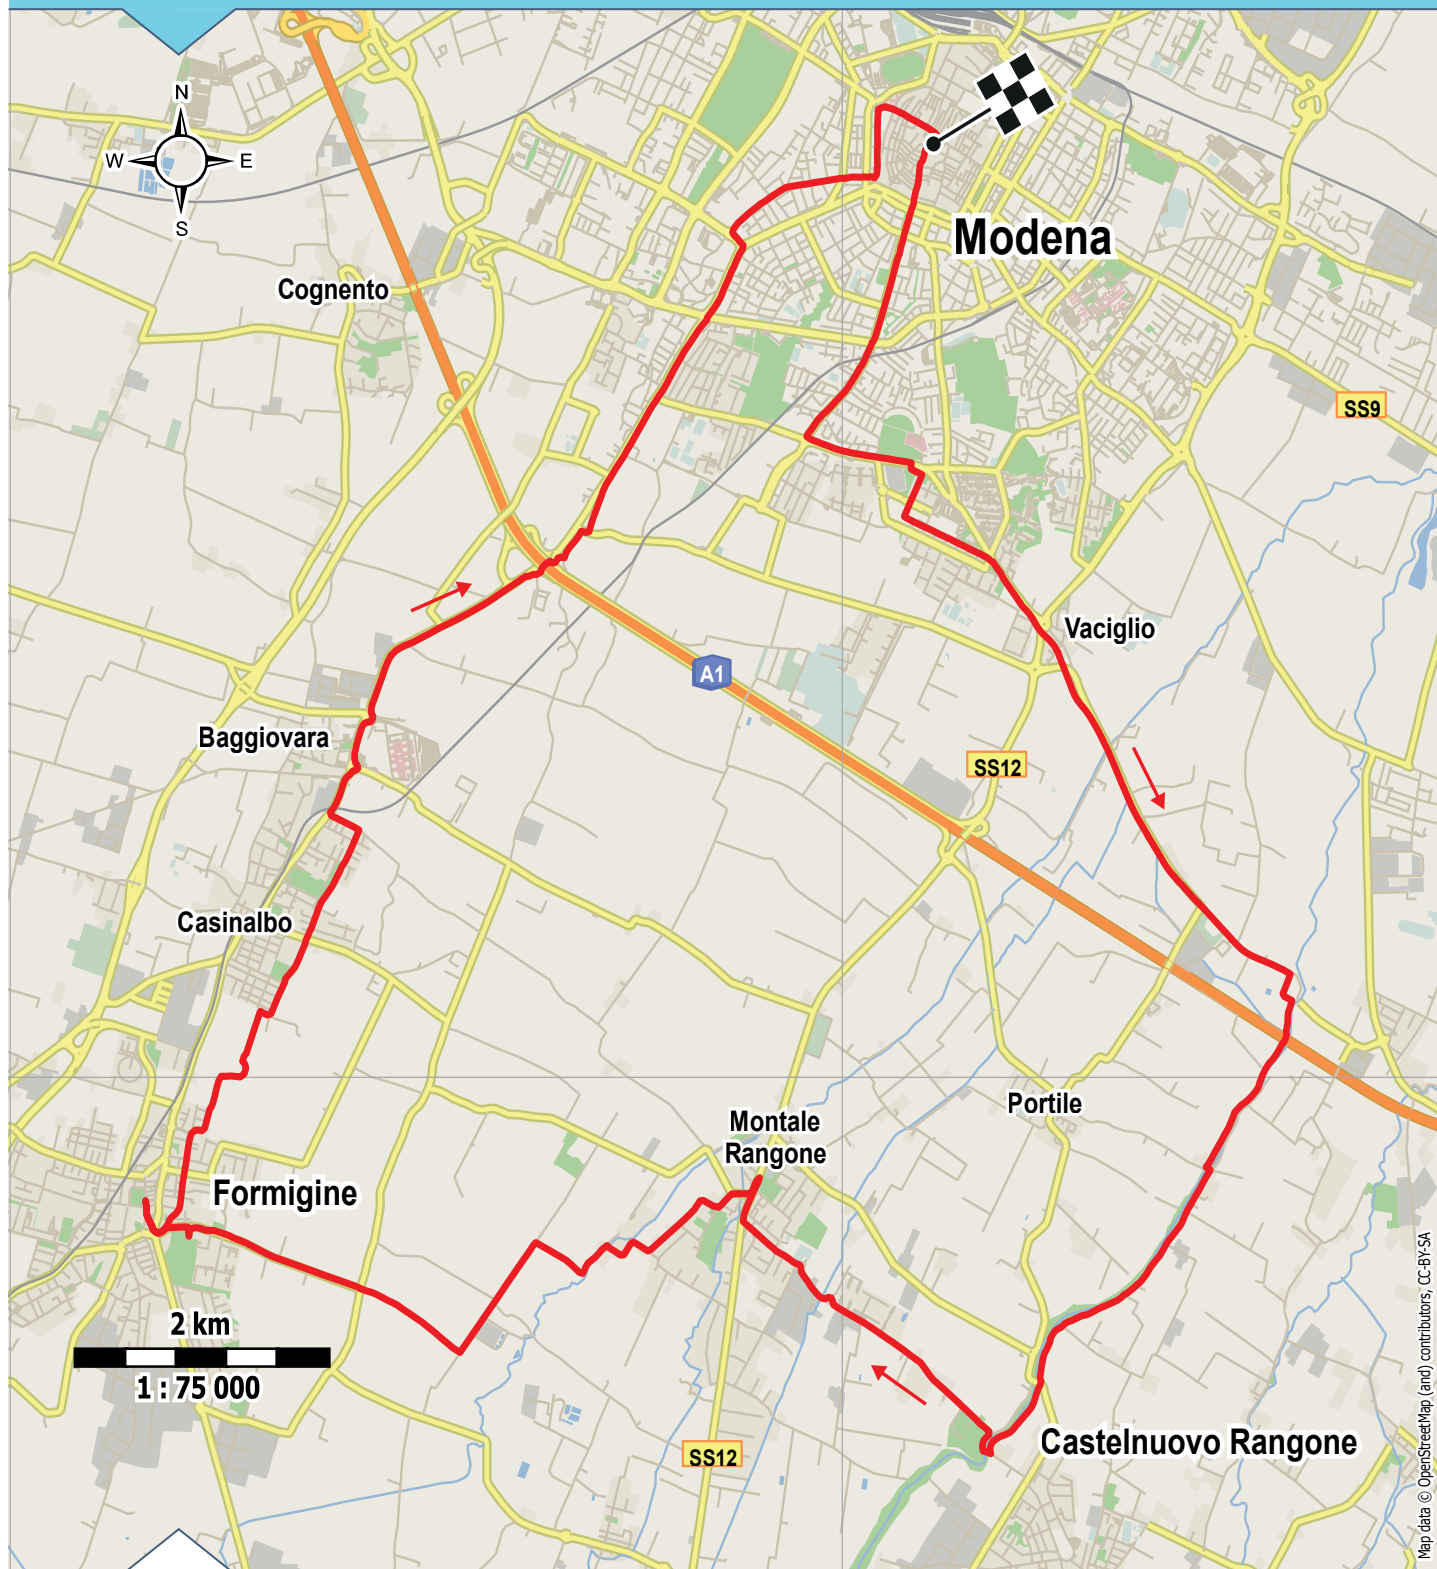 N
W
E
S
Modena
Cognento
SS9
Vaciglio
A1
Baggiovara
SS12
Casinalbo
Portile
Montale
Rangone
Formigine
2 km
1 : 75 000
Castelnuovo Rangone
SS12
Map data © OpenStreetMap (and) contributors, CC-BY-SA